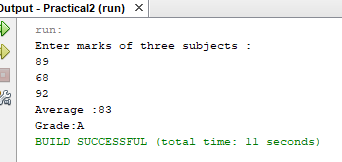 Output - Practical2 (run) ×
run:
Enter marks of three subjects :
89
68
92
Average :83
Grade:A
BUILD SUCCESSFUL (total time: 11 seconds)